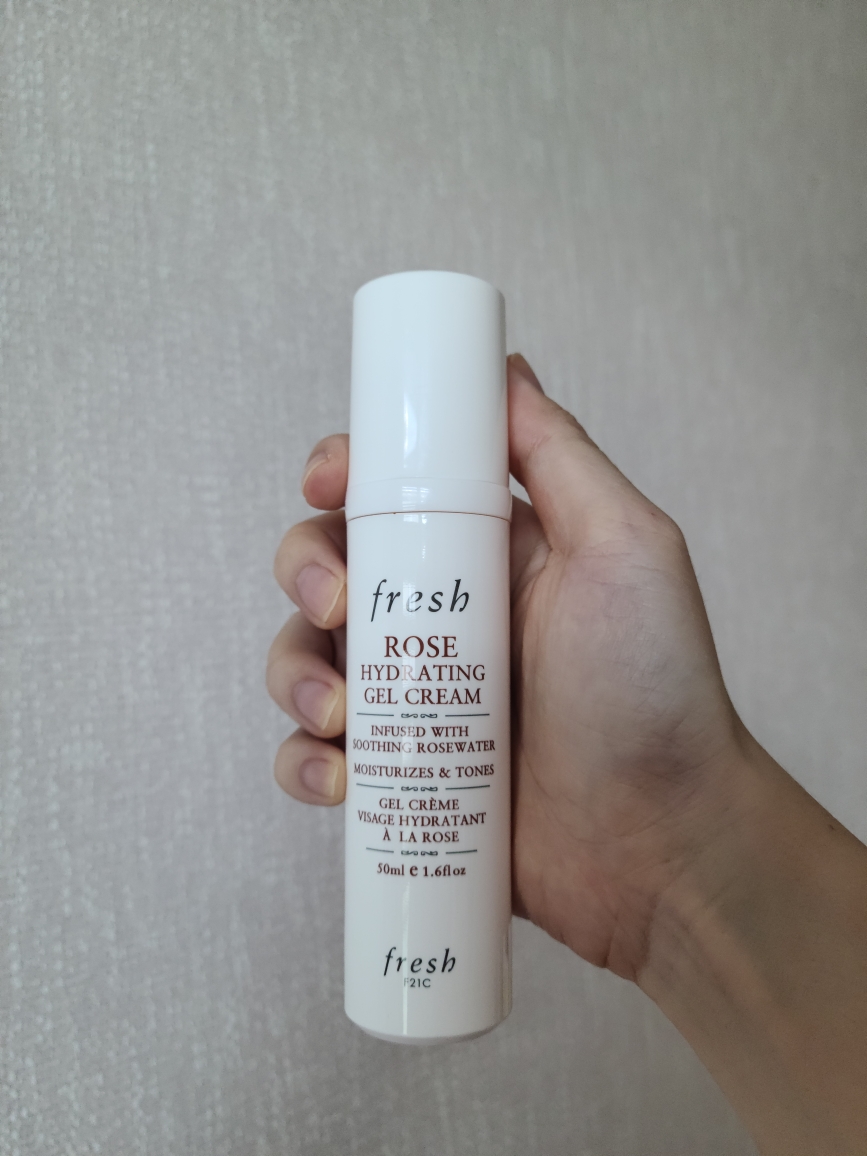 fresh
ROSE
HYDRATING
GEL CREAM
INFUSED WITH
SOOTHING ROSEWATER
MOISTURIZES & TONES
GEL CRÈME
VISAGE HYDRATANT
À LA ROSE
50ml e 1.6fl oz
fresh
F21C